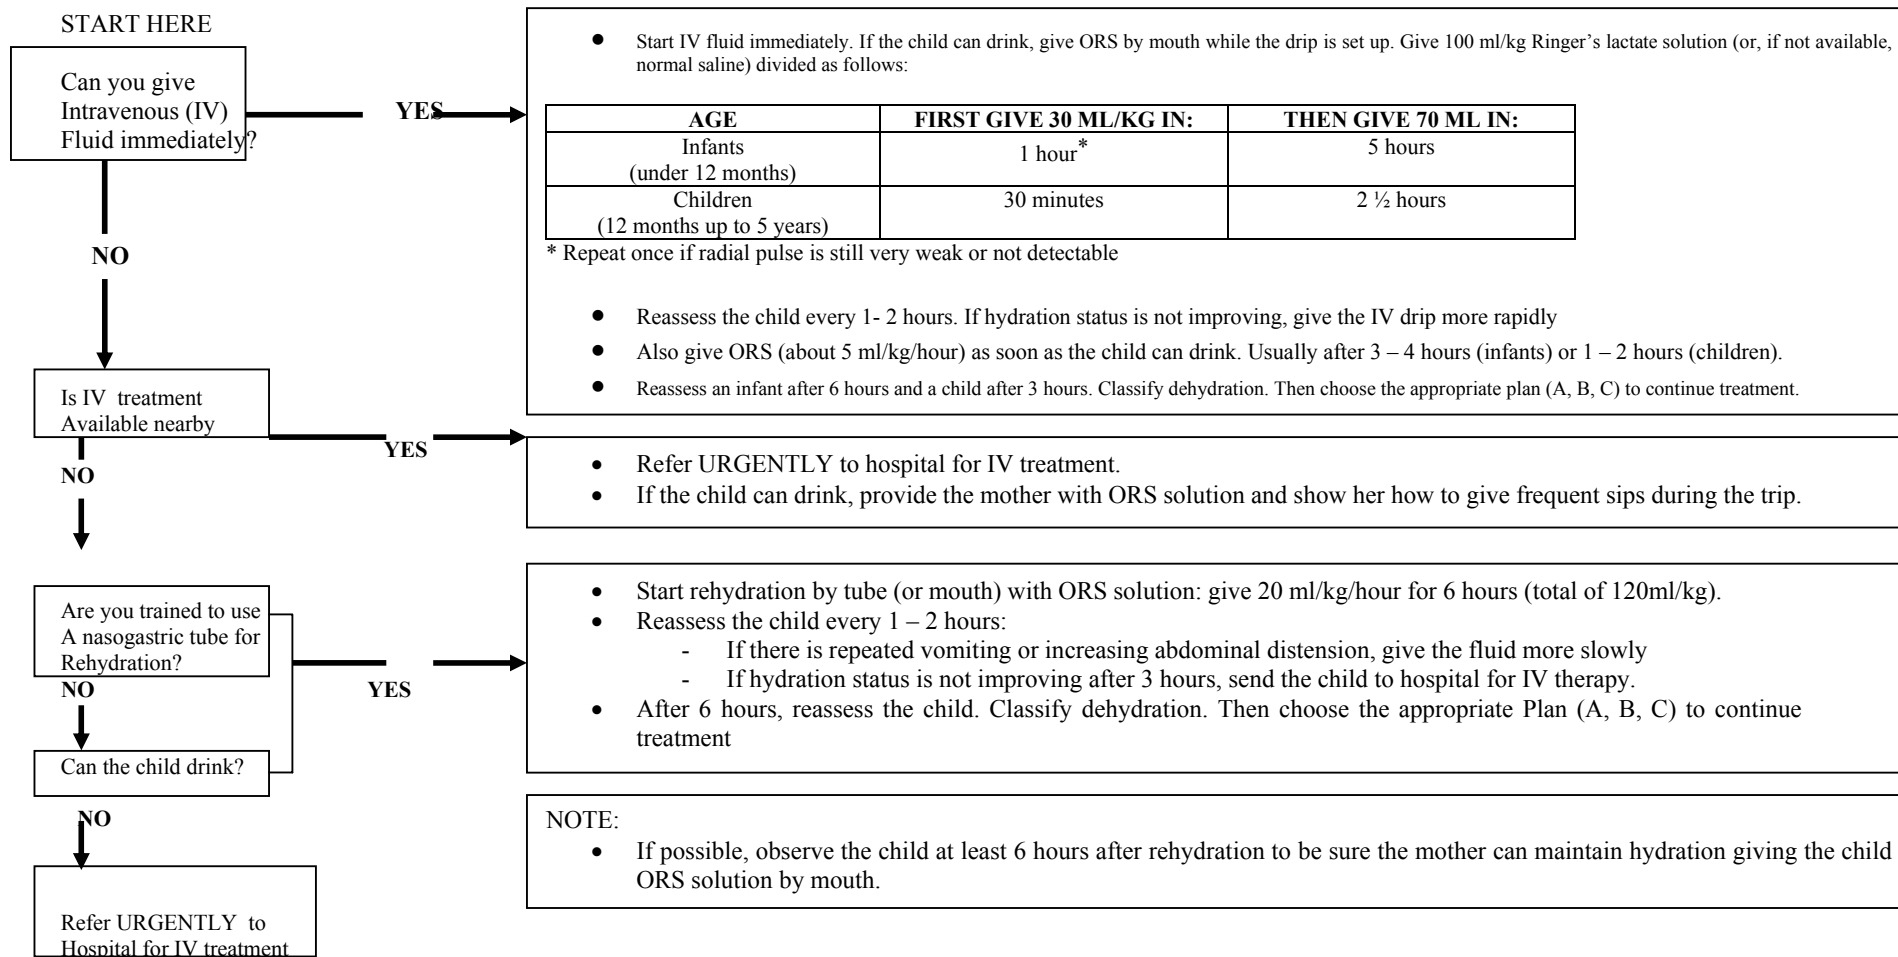 START HERE
Can you give
Intravenous (IV)
Fluid immediately?
YES
● Start IV fluid immediately. If the child can drink, give ORS by mouth while the drip is set up. Give 100 ml/kg Ringer’s lactate solution (or, if not available,
normal saline) divided as follows:
AGE FIRST GIVE 30 ML/KG IN: THEN GIVE 70 ML IN:
Infants
(under 12 months) 1 hour* 5 hours
Children
(12 months up to 5 years) 30 minutes 2 ½ hours
* Repeat once if radial pulse is still very weak or not detectable
● Reassess the child every 1- 2 hours. If hydration status is not improving, give the IV drip more rapidly
● Also give ORS (about 5 ml/kg/hour) as soon as the child can drink. Usually after 3 – 4 hours (infants) or 1 – 2 hours (children).
● Reassess an infant after 6 hours and a child after 3 hours. Classify dehydration. Then choose the appropriate plan (A, B, C) to continue treatment.
NO
Is IV treatment
Available nearby
YES
• Refer URGENTLY to hospital for IV treatment.
• If the child can drink, provide the mother with ORS solution and show her how to give frequent sips during the trip.
NO
Are you trained to use
A nasogastric tube for
Rehydration?
YES
• Start rehydration by tube (or mouth) with ORS solution: give 20 ml/kg/hour for 6 hours (total of 120ml/kg).
• Reassess the child every 1 – 2 hours:
- If there is repeated vomiting or increasing abdominal distension, give the fluid more slowly
- If hydration status is not improving after 3 hours, send the child to hospital for IV therapy.
• After 6 hours, reassess the child. Classify dehydration. Then choose the appropriate Plan (A, B, C) to continue
treatment
NO
Can the child drink?
NO
Refer URGENTLY to
Hospital for IV treatment
NOTE:
• If possible, observe the child at least 6 hours after rehydration to be sure the mother can maintain hydration giving the child
ORS solution by mouth.